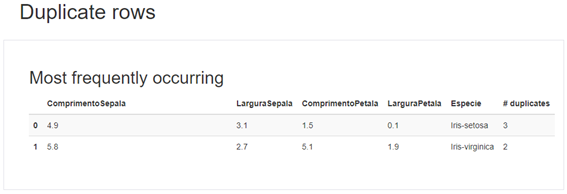 Duplicate rows
Most frequently occurring
ComprimentoSepala LarguraSepala ComprimentoPetala LarguraPetala Especie # duplicates
0 4.9 3.1 1.5 0.1 Iris-setosa 3
1 5.8 2.7 5.1 1.9 Iris-virginica 2